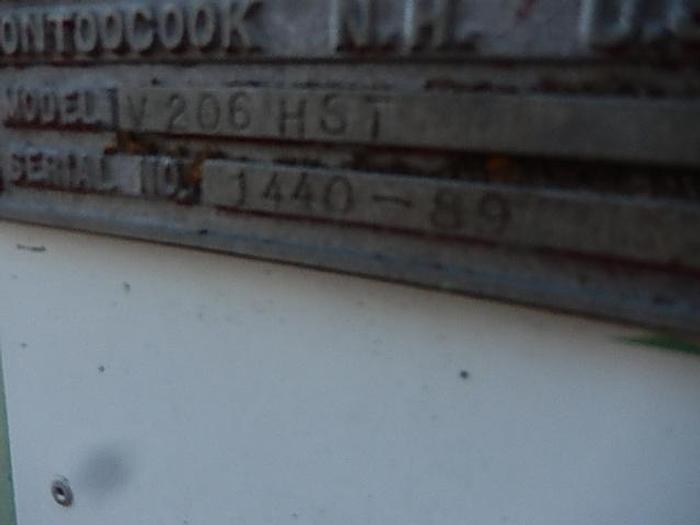 ONTOOCOOK N.H. U.S
MODEL V 206 HST
SERIAL NO. 1440-89